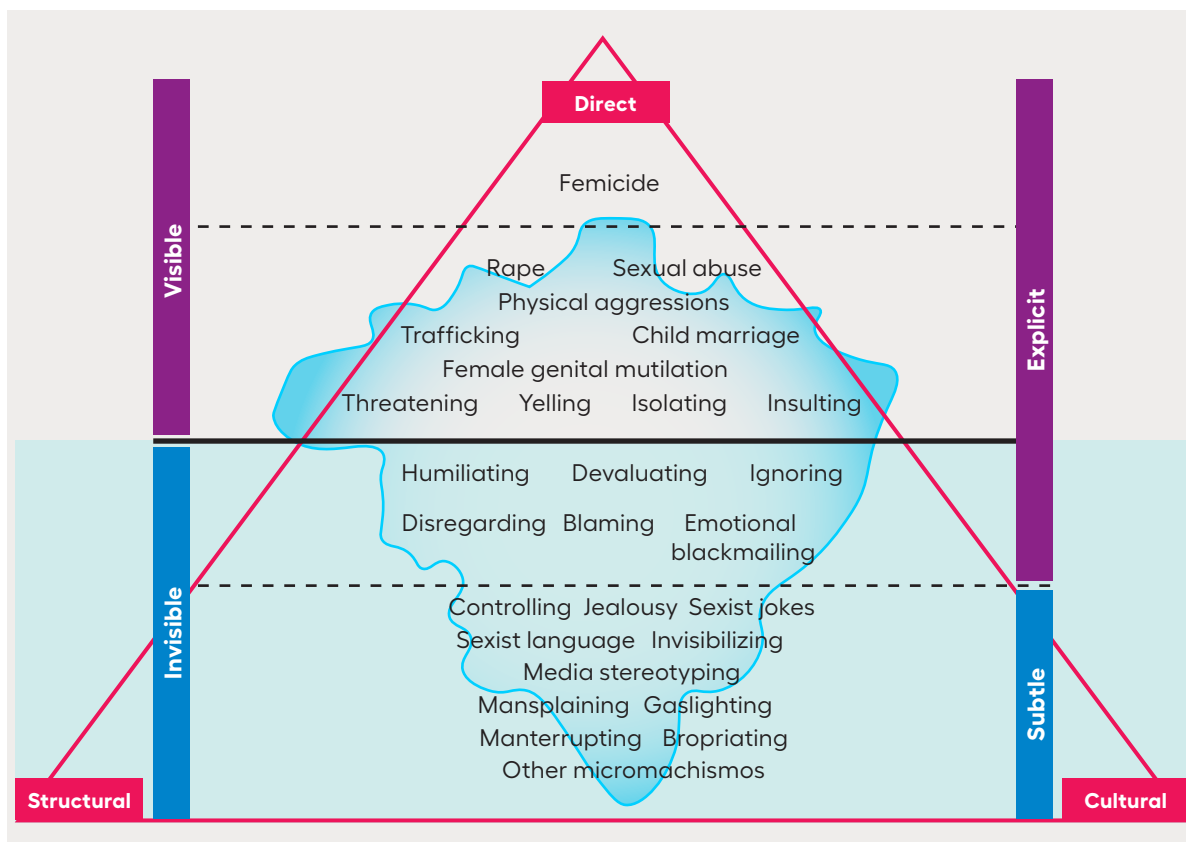 Direct
Femicide
Visible
Explicit
Rape Sexual abuse
Physical aggressions
Trafficking Child marriage
Female genital mutilation
Threatening Yelling Isolating Insulting
Humiliating Devaluating Ignoring
Disregarding Blaming Emotional
blackmailing
Invisible
Subtle
Controlling Jealousy Sexist jokes
Sexist language Invisibilizing
Media stereotyping
Mansplaining Gaslighting
Manterrupting Bropriating
Other micromachismos
Structural
Cultural